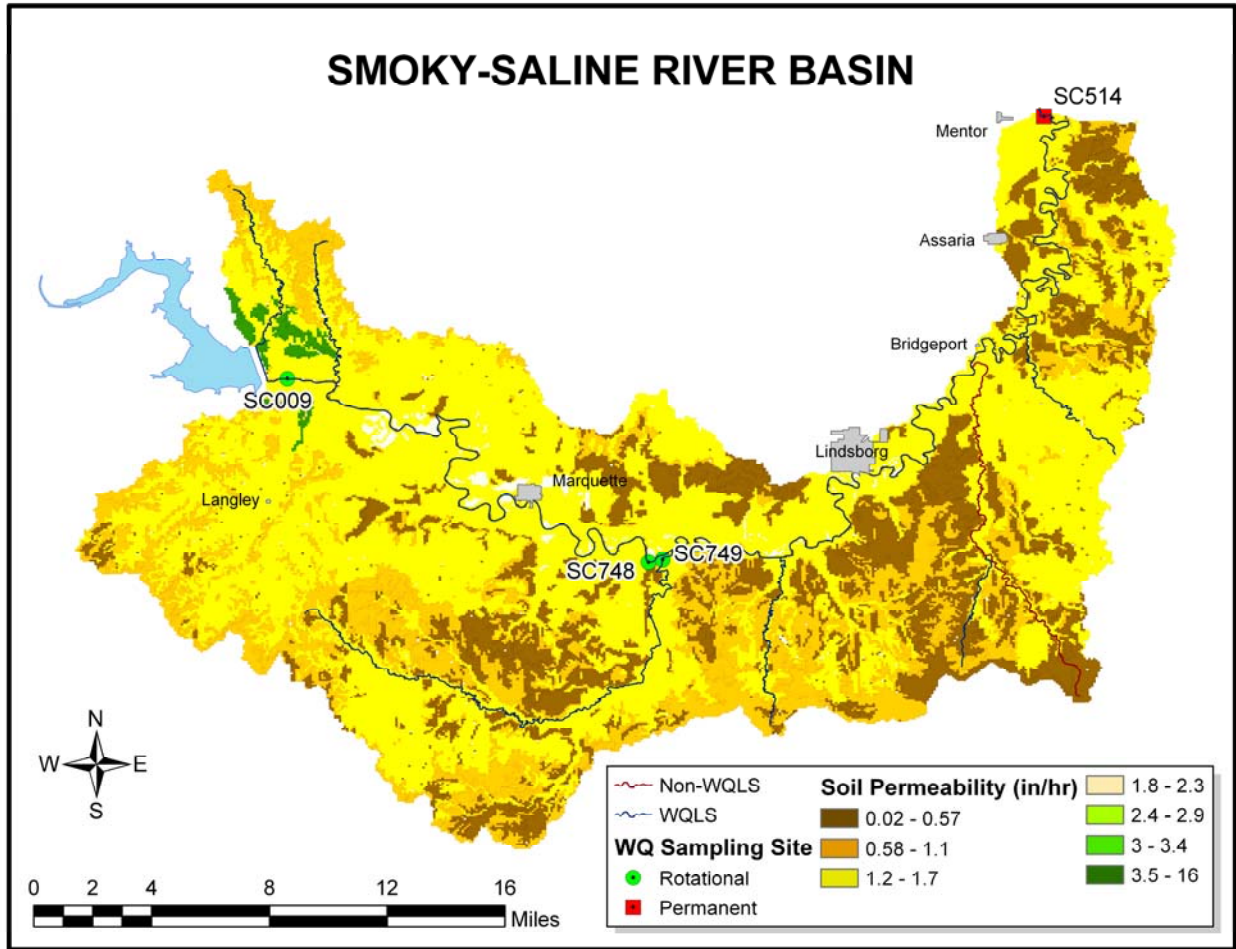 SMOKY-SALINE RIVER BASIN
SC514
Mentor
Assaria
Bridgeport
SC009
Lindsborg
Marquette
Langley
SC749
SC748
N
W E
S
0 2 4 8 12 16
Miles
Non-WQLS
WQLS
WQ Sampling Site
Rotational
Permanent
Soil Permeability (in/hr)
0.02 - 0.57
0.58 - 1.1
1.2 - 1.7
1.8 - 2.3
2.4 - 2.9
3 - 3.4
3.5 - 16